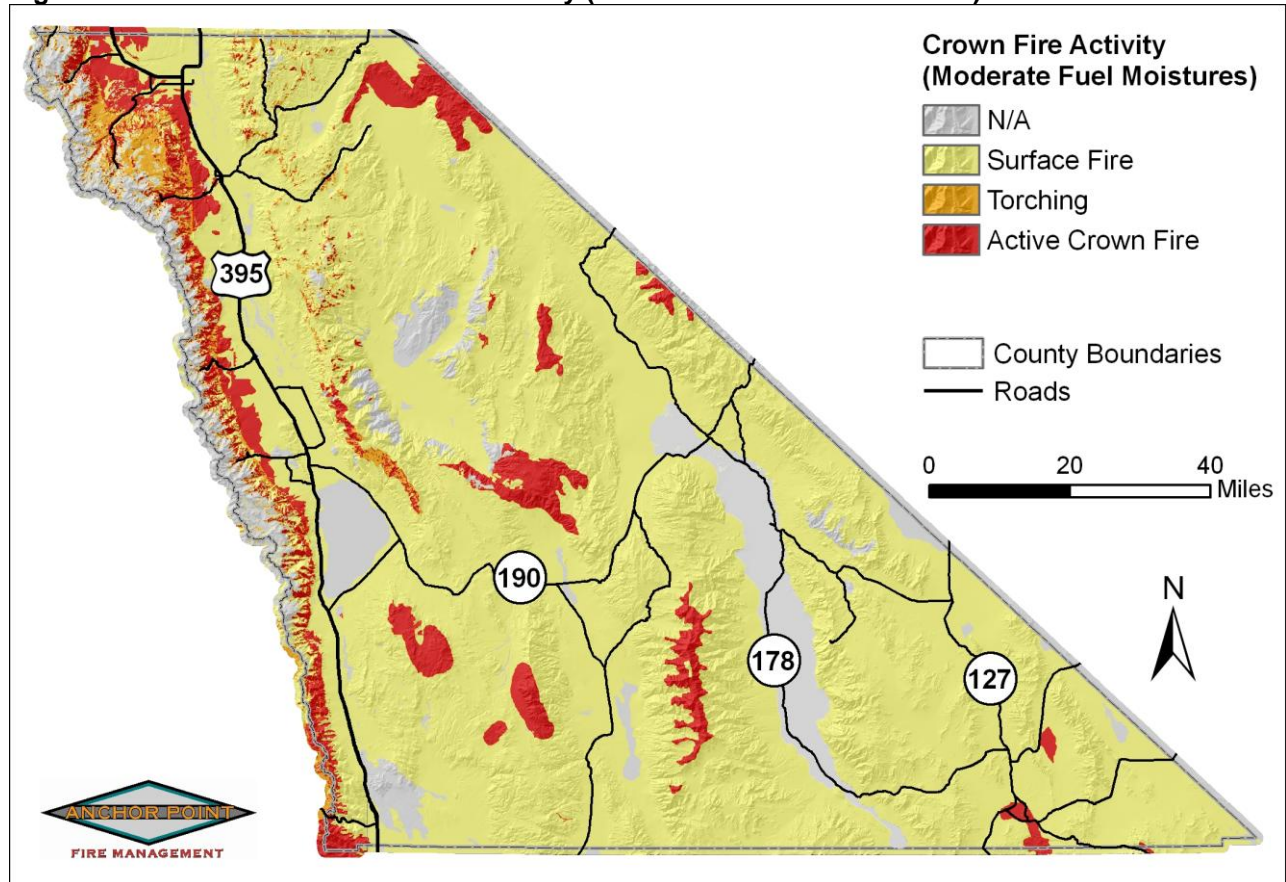 Crown Fire Activity
(Moderate Fuel Moistures)
N/A
Surface Fire
Torching
Active Crown Fire
County Boundaries
Roads
0 20 40
Miles
N
395
190
178
127
ANCHOR POINT
FIRE MANAGEMENT